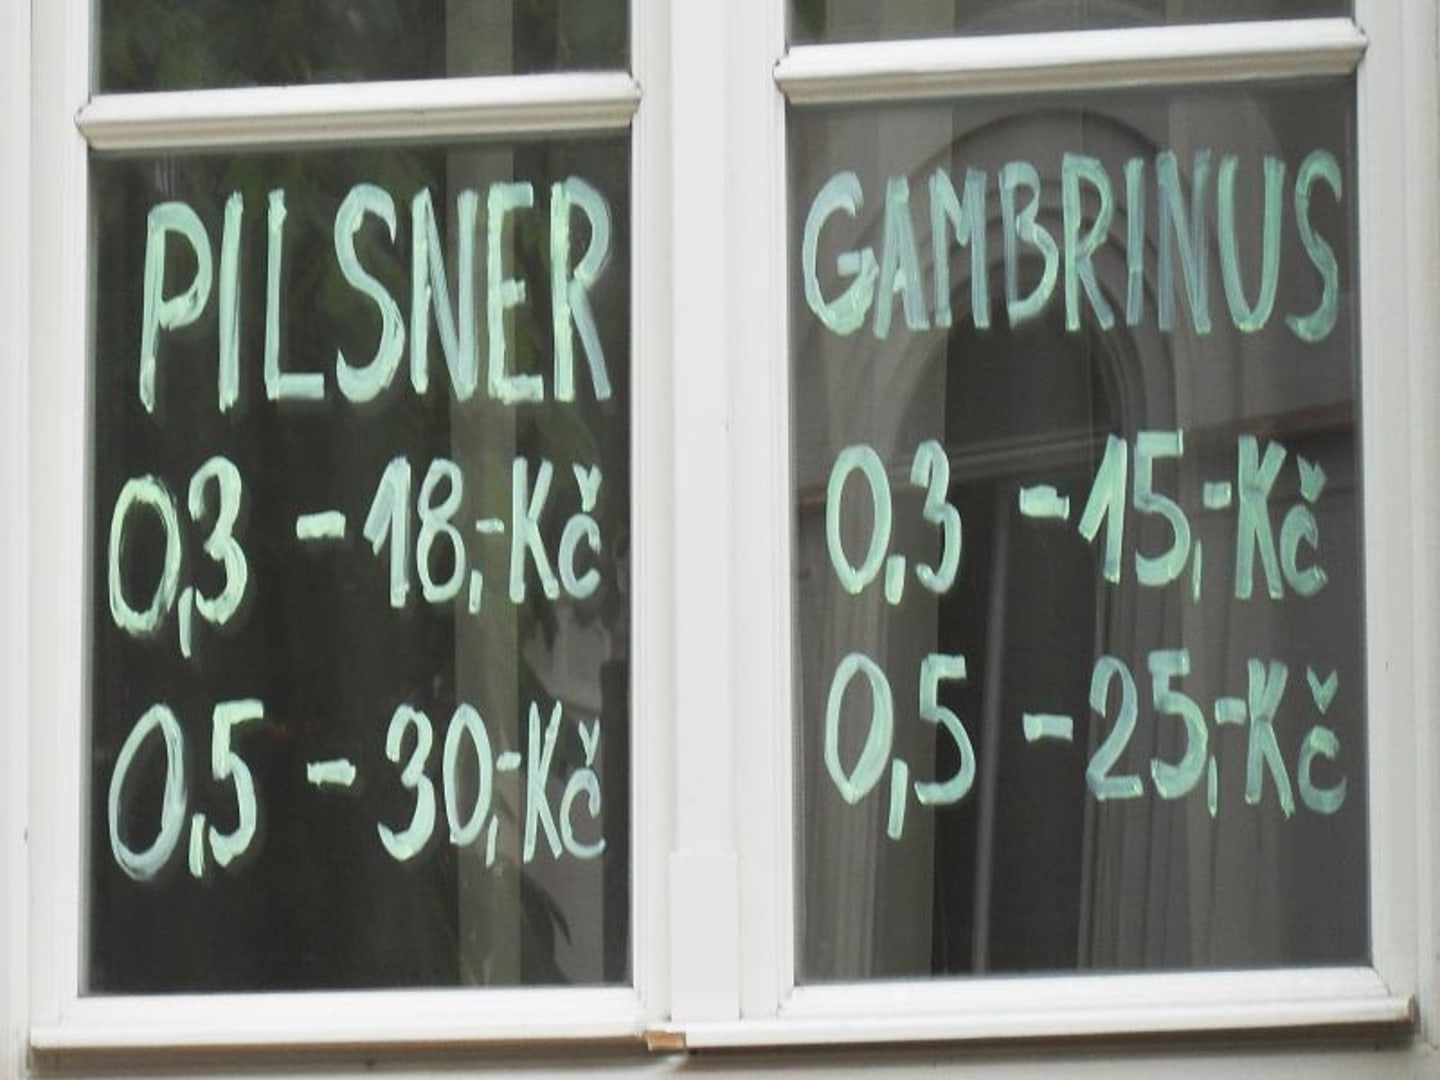 PILSNER
0,3 - 18,- Kč
0,5 - 30,- Kč
GAMBRINUS
0,3 - 15,- Kč
0,5 - 25,- Kč